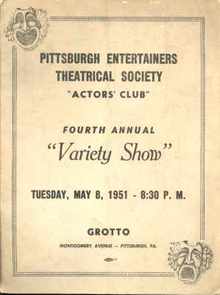 PITTSBURGH ENTERTAINERS
THEATRICAL SOCIETY
"ACTORS' CLUB"
FOURTH ANNUAL
"Variety Show"
TUESDAY, MAY 8, 1951 - 8:30 P. M.
GROTTO
MONTGOMERY AVENUE — PITTSBURGH, PA.